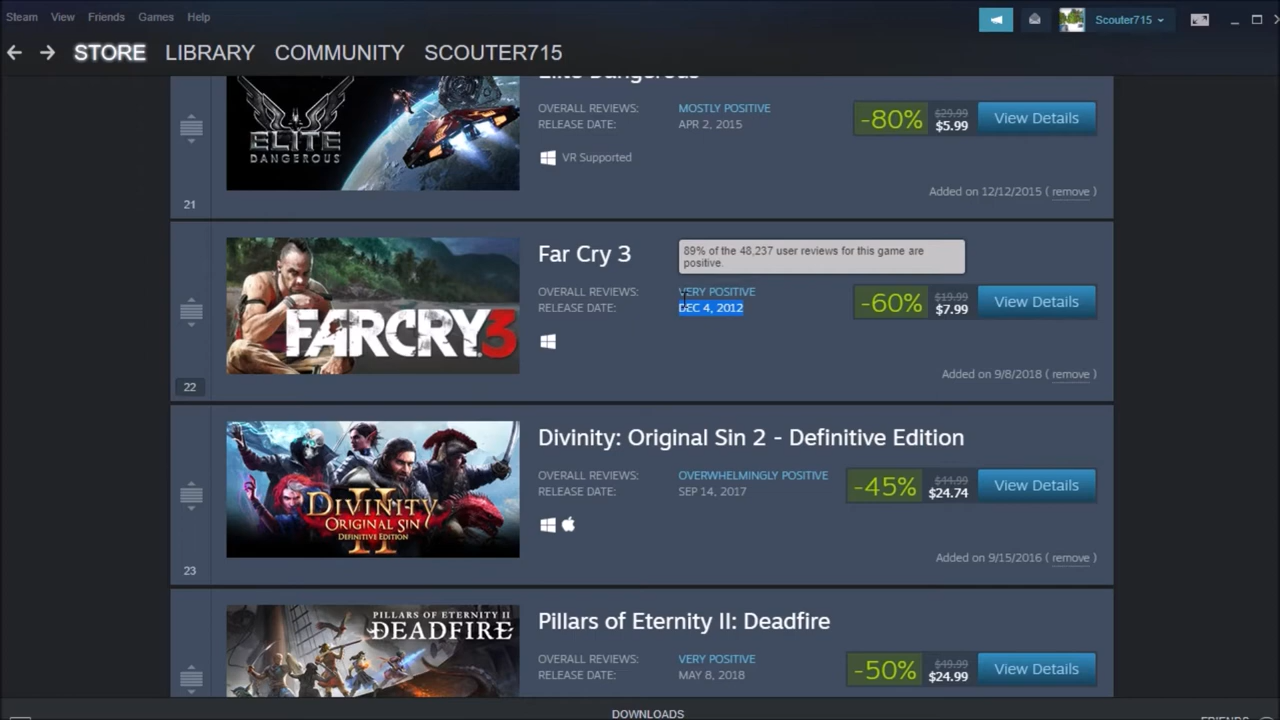 Steam View Friends Games Help
Scouter715
STORE LIBRARY COMMUNITY SCOUTER715
Elite Dangerous
ELITE
DANGEROUS
OVERALL REVIEWS: MOSTLY POSITIVE
RELEASE DATE: APR 2, 2015
-80% $29.99 $5.99 View Details
VR Supported
Added on 12/12/2015 ( remove )
21
FARCRY3
Far Cry 3
89% of the 48,237 user reviews for this game are
positive.
OVERALL REVIEWS: VERY POSITIVE
RELEASE DATE: DEC 4, 2012
-60% $19.99 $7.99 View Details
Added on 9/8/2018 ( remove )
22
DIVINITY
II
ORIGINAL SIN
DEFINITIVE EDITION
Divinity: Original Sin 2 - Definitive Edition
OVERALL REVIEWS: OVERWHELMINGLY POSITIVE
RELEASE DATE: SEP 14, 2017
-45% $44.99 $24.74 View Details
Added on 9/15/2016 ( remove )
23
PILLARS OF ETERNITY II
DEADFIRE
Pillars of Eternity II: Deadfire
OVERALL REVIEWS: VERY POSITIVE
RELEASE DATE: MAY 8, 2018
-50% $49.99 $24.99 View Details
DOWNLOADS
FRIENDS